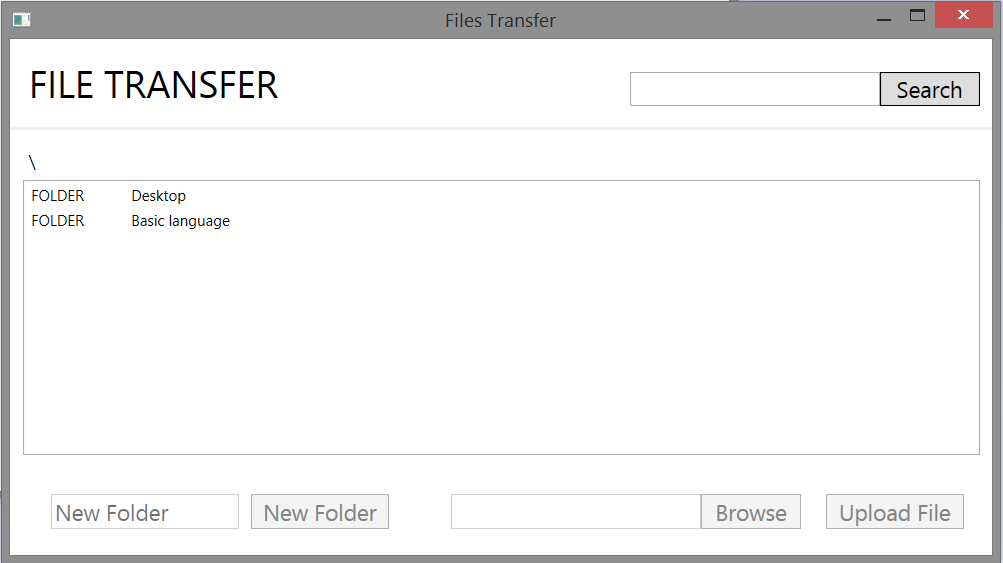 Files Transfer
FILE TRANSFER
Search
\
FOLDER Desktop
FOLDER Basic language
New Folder New Folder Browse Upload File